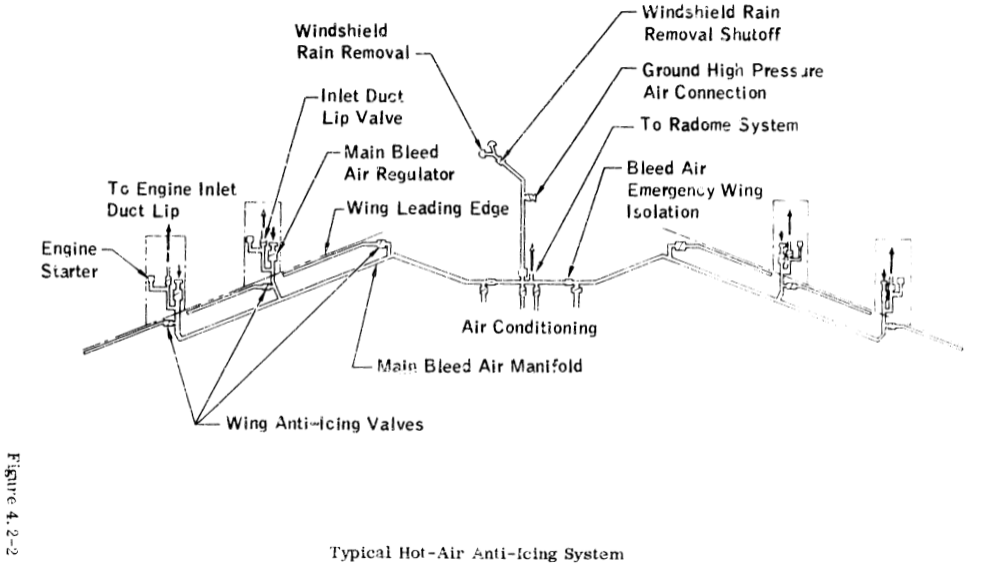 Windshield
Rain Removal
Windshield Rain
Removal Shutoff
Ground High Pressure
Air Connection
To Radome System
Bleed Air
Emergency Wing
Isolation
Inlet Duct
Lip Valve
Main Bleed
Air Regulator
Wing Leading Edge
To Engine Inlet
Duct Lip
Engine
Starter
Air Conditioning
Main Bleed Air Manifold
Wing Anti-Icing Valves
Figure 4.2-2
Typical Hot-Air Anti-Icing System